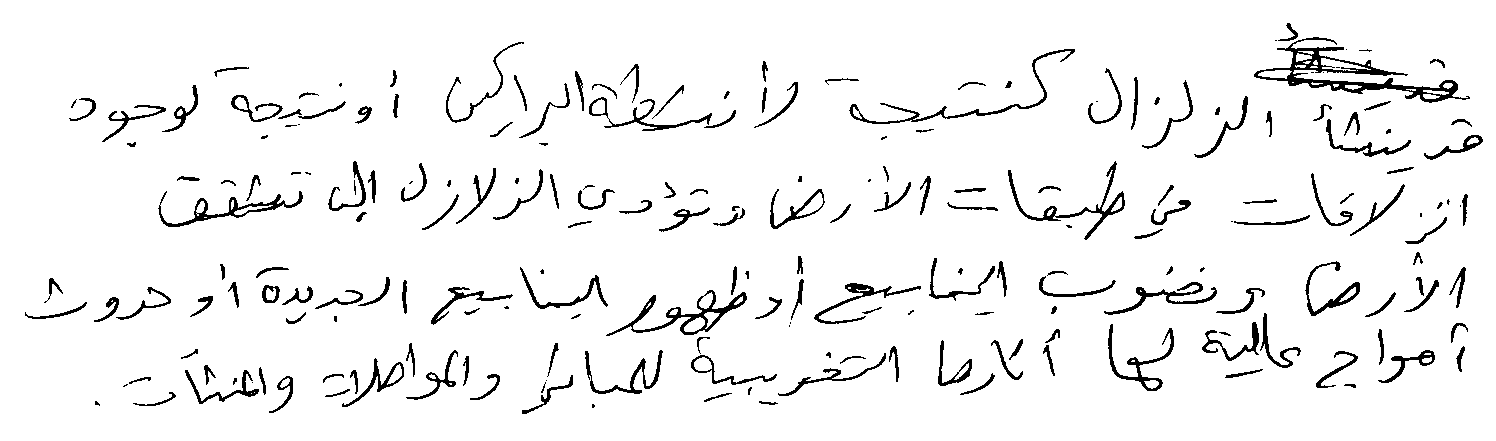 قد ينشأ الزلزال كنتيجة لأنشطة البراكين أو نتيجة لوجود
انزلاقات في طبقات الأرض وتؤدي الزلازل إلى تشقق
الأرض ونضوب الينابيع أو ظهور الينابيع الجديدة أو حدوث
أمواج عالية لها آثارها التخريبية للمباني والمواصلات والمنشآت.